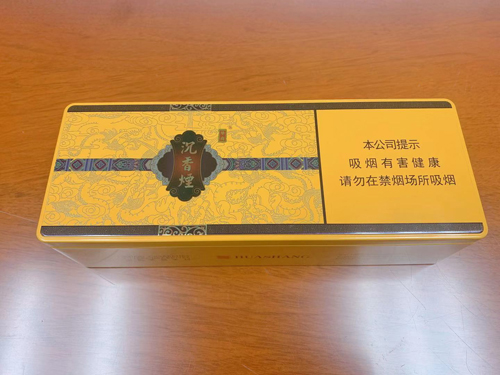 沉香煙
本公司提示
吸烟有害健康
请勿在禁烟场所吸烟